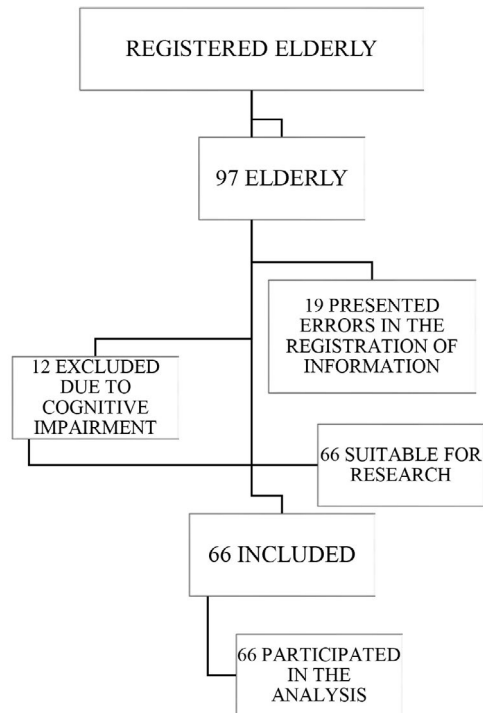 REGISTERED ELDERLY
97 ELDERLY
19 PRESENTED
ERRORS IN THE
REGISTRATION OF
INFORMATION
12 EXCLUDED
DUE TO
COGNITIVE
IMPAIRMENT
66 SUITABLE FOR
RESEARCH
66 INCLUDED
66 PARTICIPATED
IN THE
ANALYSIS